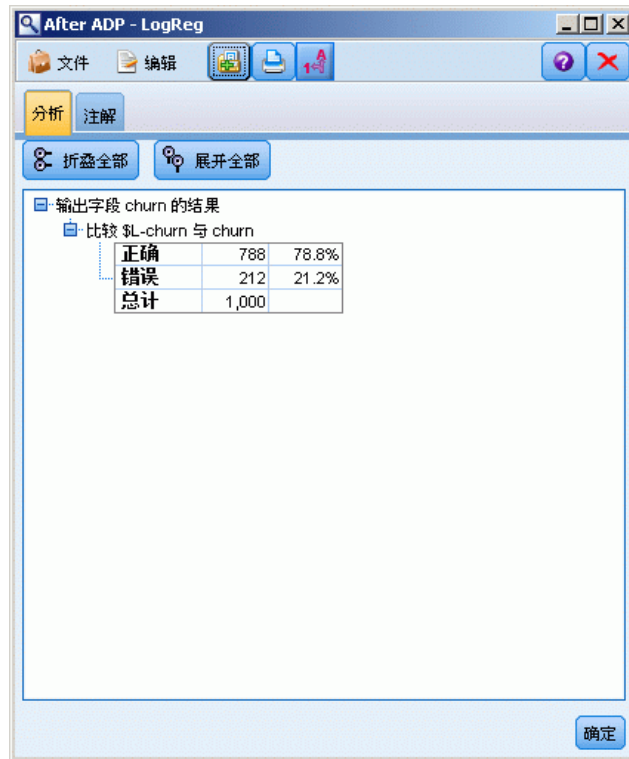 After ADP - LogReg
文件 编辑
分析 注解
折叠全部 展开全部
输出字段 churn 的结果
比较 $L-churn 与 churn
正确 788 78.8%
错误 212 21.2%
总计 1,000
确定